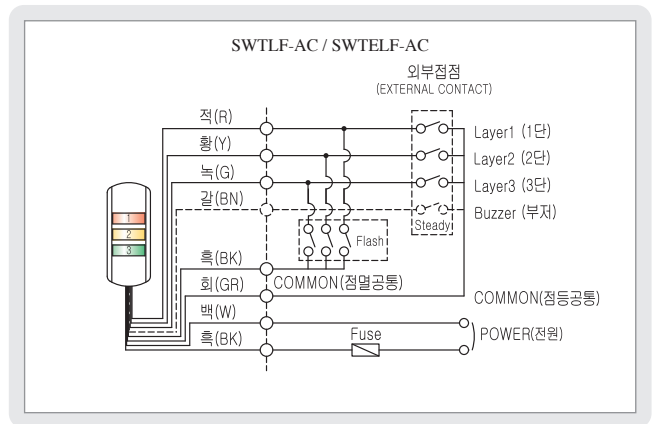 SWTLF-AC / SWTELF-AC
외부접점
(EXTERNAL CONTACT)
적(R)
Layer1 (1단)
황(Y)
Layer2 (2단)
녹(G)
Layer3 (3단)
갈(BN)
Buzzer (부저)
Steady
1
2
3
Flash
흑(BK)
COMMON(점멸공통)
회(GR)
COMMON(점등공통)
백(W)
POWER(전원)
흑(BK)
Fuse